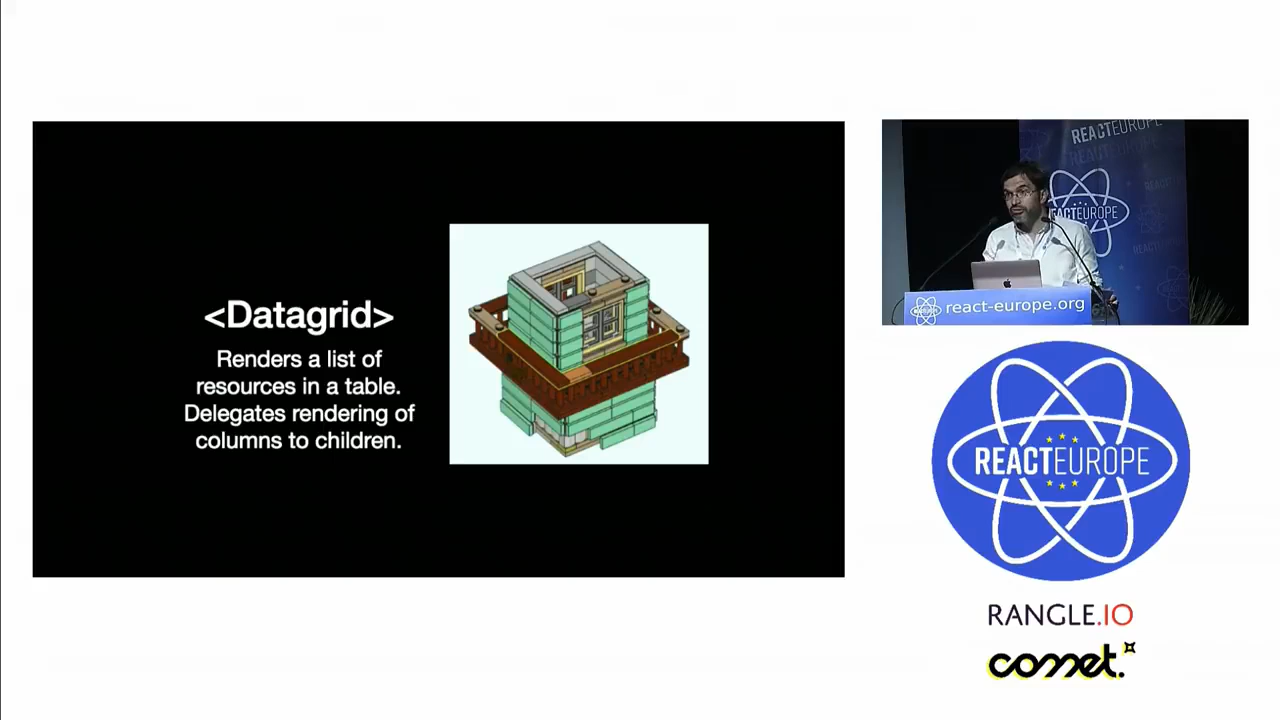 <Datagrid>
Renders a list of
resources in a table.
Delegates rendering of
columns to children.
REACTEUROPE
REACTEUROPE
react-europe.org
REACTEUROPE
RANGLE.IO
comet.